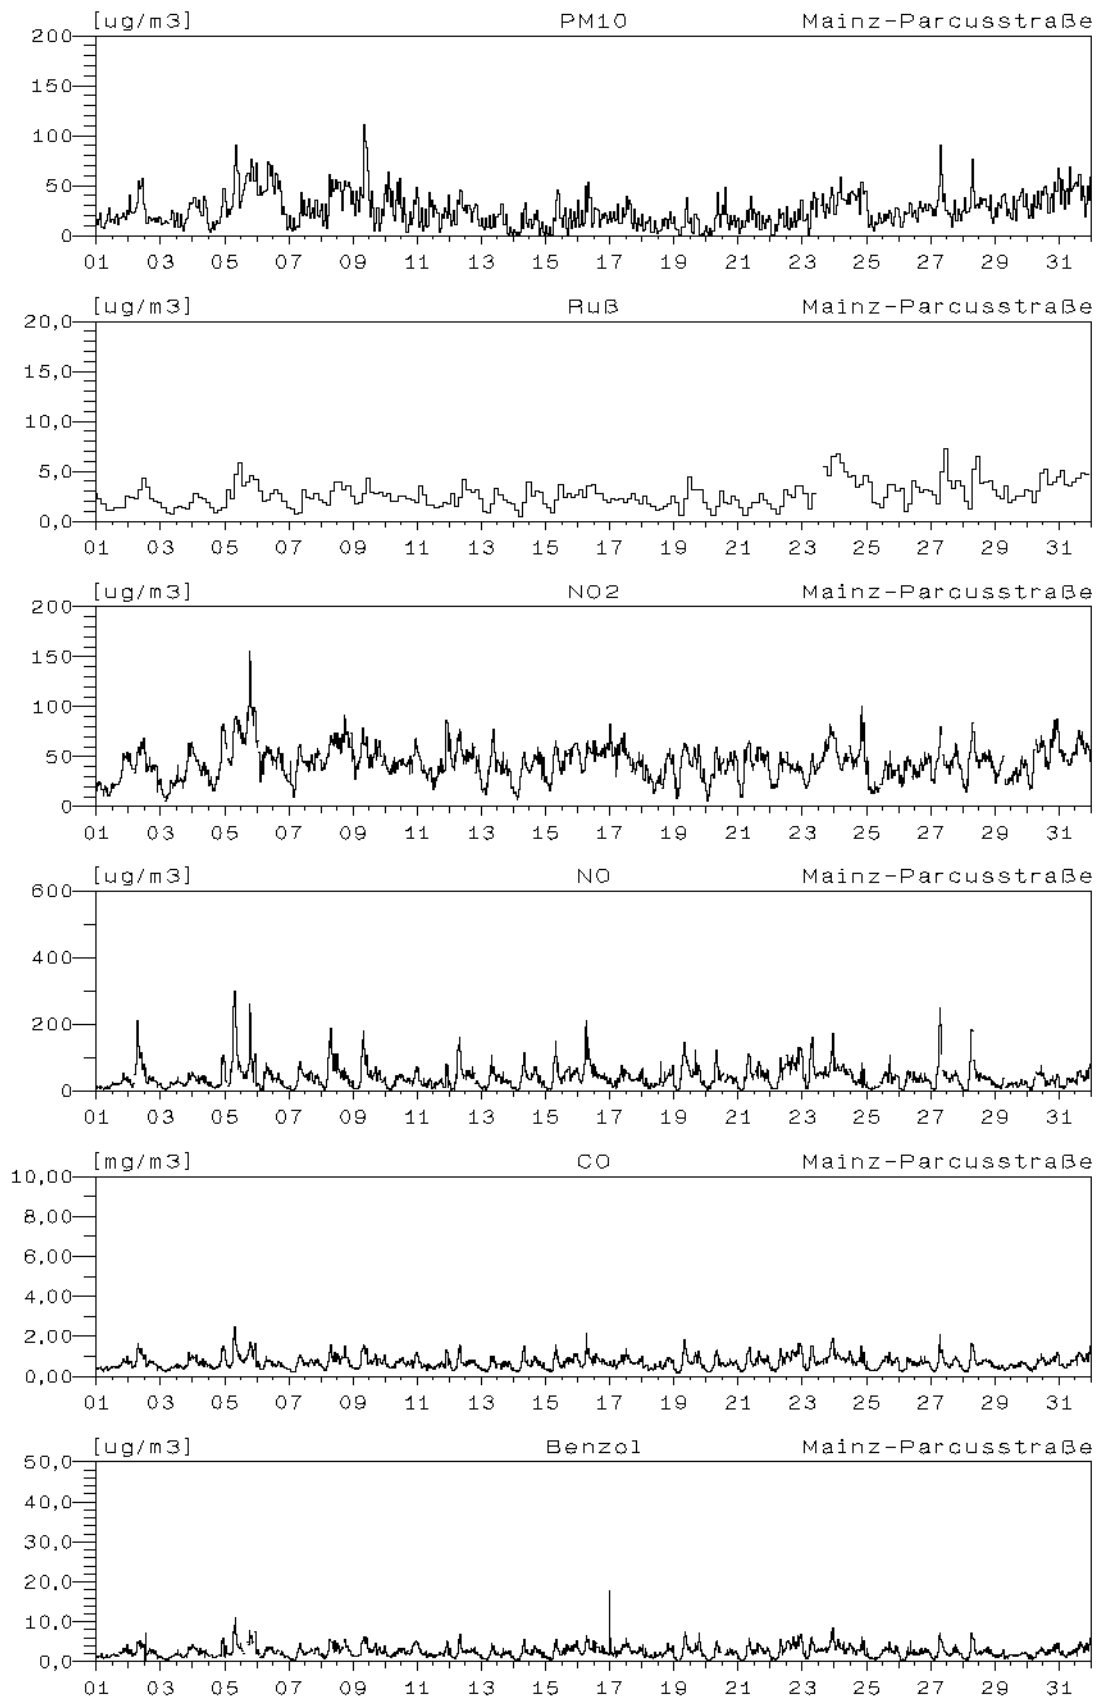 [ug/m3] PM10 Mainz-Parcusstraße
200
150
100
50
0
01 03 05 07 09 11 13 15 17 19 21 23 25 27 29 31
[ug/m3] Ruß Mainz-Parcusstraße
20,0
15,0
10,0
5,0
0,0
01 03 05 07 09 11 13 15 17 19 21 23 25 27 29 31
[ug/m3] NO2 Mainz-Parcusstraße
200
150
100
50
0
01 03 05 07 09 11 13 15 17 19 21 23 25 27 29 31
[ug/m3] NO Mainz-Parcusstraße
600
400
200
0
01 03 05 07 09 11 13 15 17 19 21 23 25 27 29 31
[mg/m3] CO Mainz-Parcusstraße
10,00
8,00
6,00
4,00
2,00
0,00
01 03 05 07 09 11 13 15 17 19 21 23 25 27 29 31
[ug/m3] Benzol Mainz-Parcusstraße
50,0
40,0
30,0
20,0
10,0
0,0
01 03 05 07 09 11 13 15 17 19 21 23 25 27 29 31